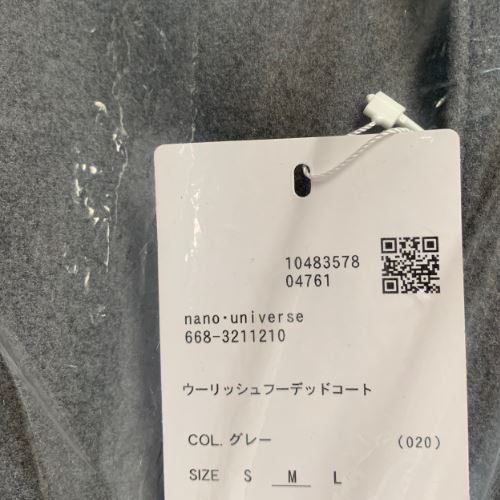 10483578
04761
nano・universe
668-3211210
ウーリッシュフーデッドコート
COL. グレー (020)
SIZE S M L